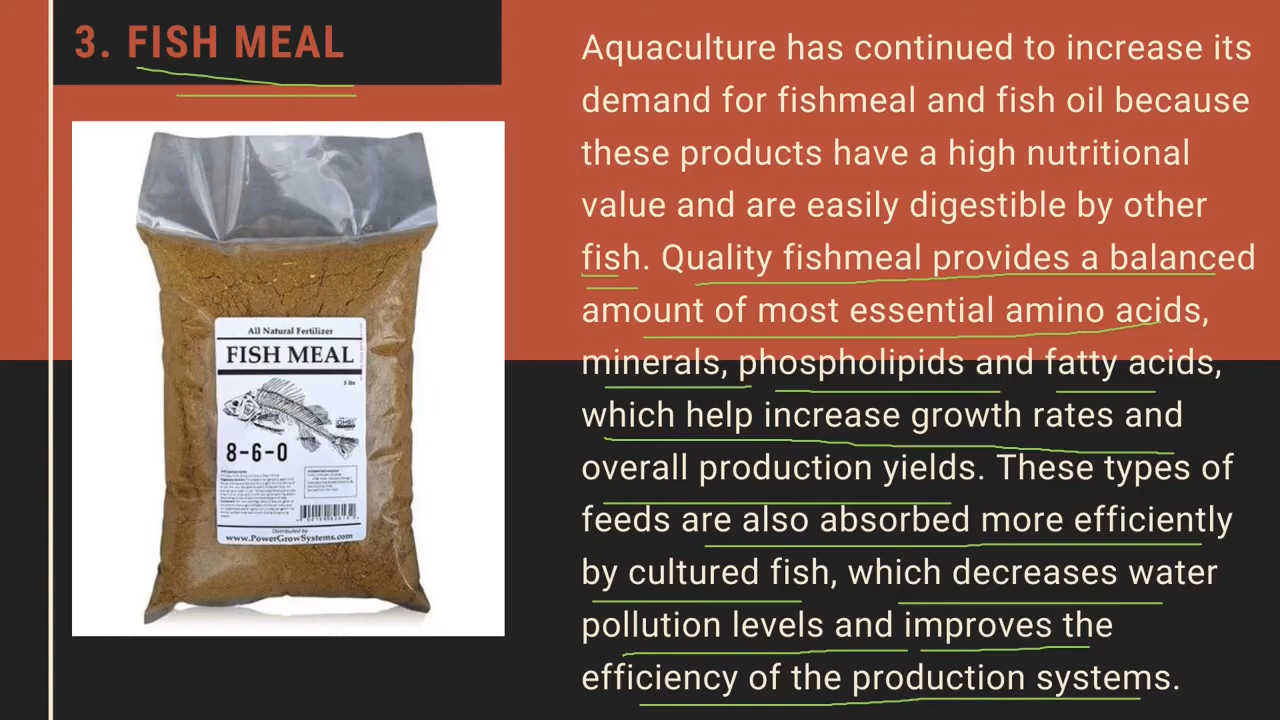 3. FISH MEAL
Aquaculture has continued to increase its
demand for fishmeal and fish oil because
these products have a high nutritional
value and are easily digestible by other
fish. Quality fishmeal provides a balanced
amount of most essential amino acids,
minerals, phospholipids and fatty acids,
which help increase growth rates and
overall production yields. These types of
feeds are also absorbed more efficiently
by cultured fish, which decreases water
pollution levels and improves the
efficiency of the production systems.
All Natural Fertilizer
FISH MEAL
5 lbs
8-6-0
Distributed by
www.PowerGrowSystems.com